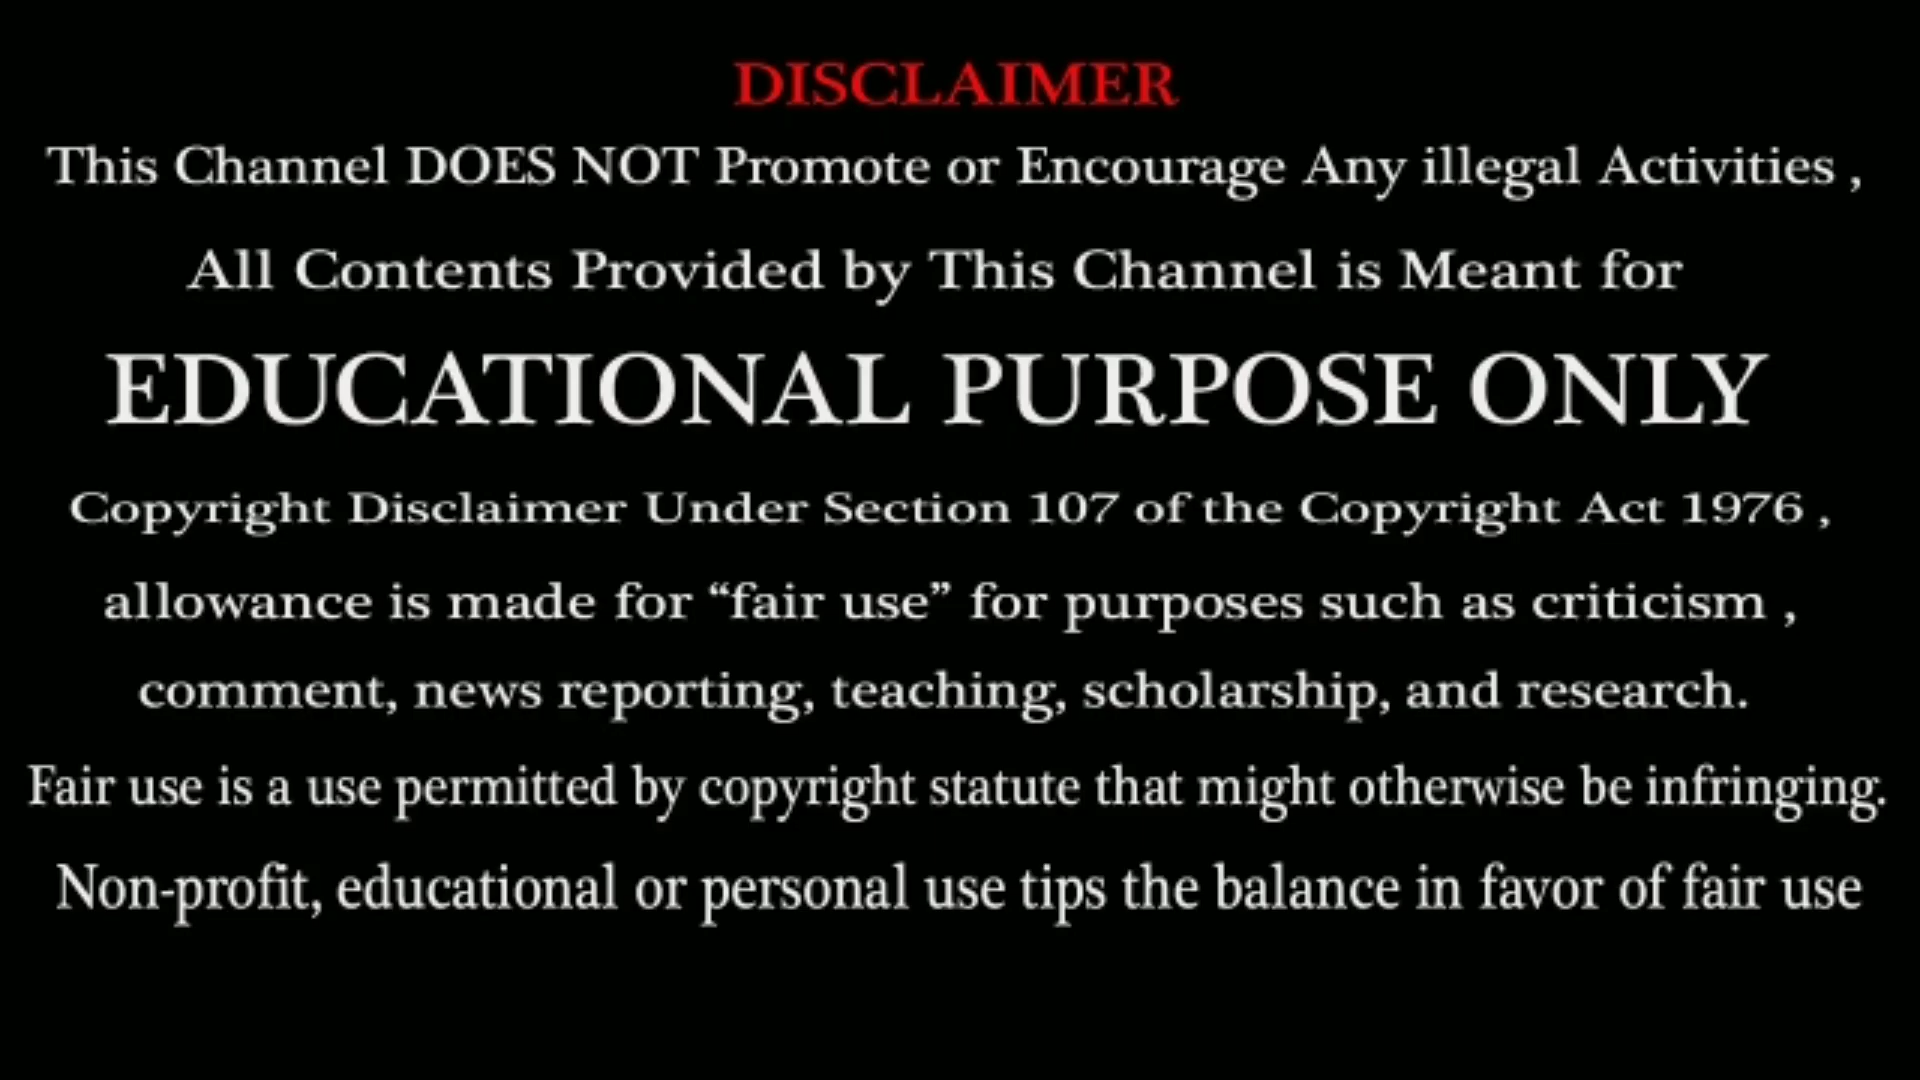 DISCLAIMER
This Channel DOES NOT Promote or Encourage Any illegal Activities ,
All Contents Provided by This Channel is Meant for
EDUCATIONAL PURPOSE ONLY
Copyright Disclaimer Under Section 107 of the Copyright Act 1976 ,
allowance is made for “fair use” for purposes such as criticism ,
comment, news reporting, teaching, scholarship, and research.
Fair use is a use permitted by copyright statute that might otherwise be infringing.
Non-profit, educational or personal use tips the balance in favor of fair use